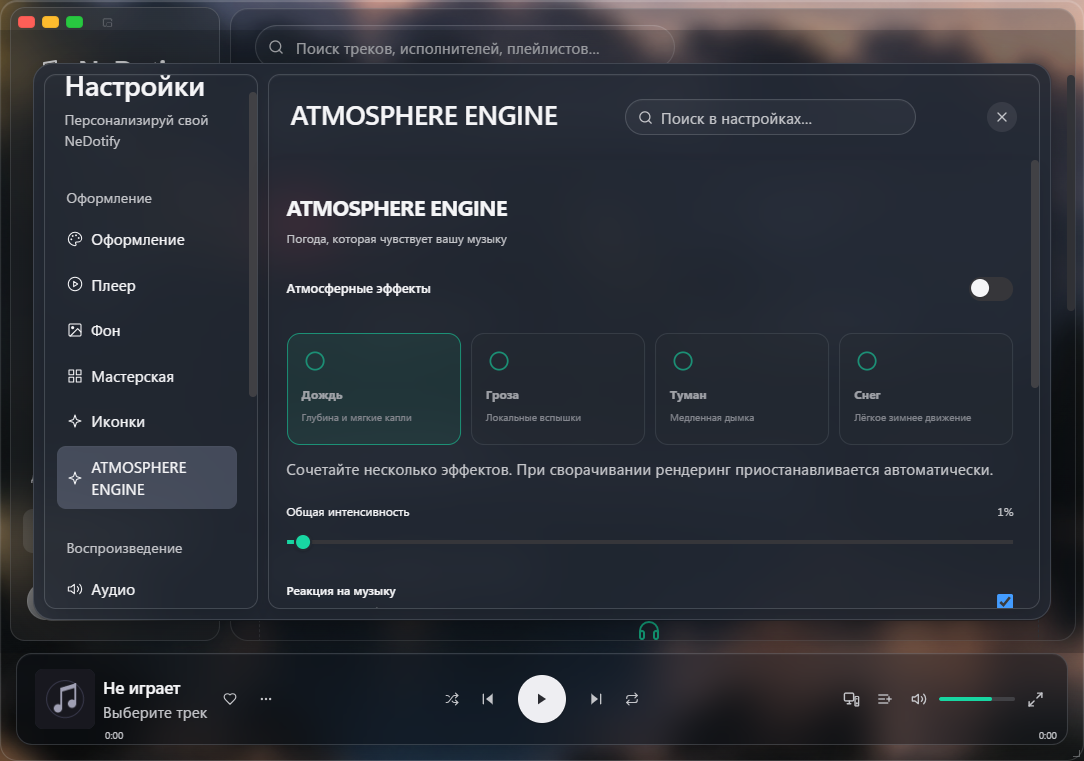 Поиск треков, исполнителей, плейлистов...
Настройки
Персонализируй свой
NeDotify
Оформление
Оформление
Плеер
Фон
Мастерская
Иконки
ATMOSPHERE
ENGINE
Воспроизведение
Аудио
ATMOSPHERE ENGINE
Поиск в настройках...
ATMOSPHERE ENGINE
Погода, которая чувствует вашу музыку
Атмосферные эффекты
Дождь
Глубина и мягкие капли
Гроза
Локальные вспышки
Туман
Медленная дымка
Снег
Лёгкое зимнее движение
Сочетайте несколько эффектов. При сворачивании рендеринг приостанавливается автоматически.
Общая интенсивность
1%
Реакция на музыку
Не играет
Выберите трек
0:00
0:00